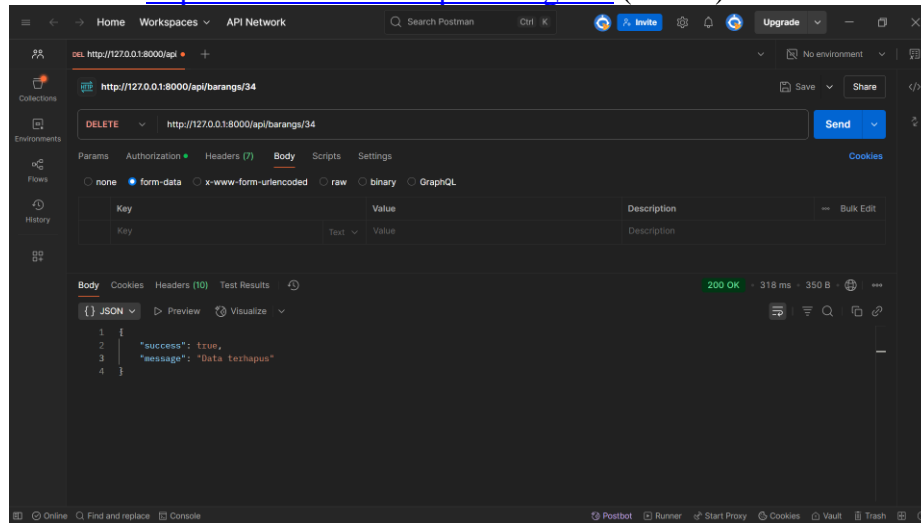 Home Workspaces API Network Search Postman Ctrl K Invite Upgrade
DEL http://127.0.0.1:8000/api No environment
HTTP http://127.0.0.1:8000/api/barangs/34 Save Share
Collections
DELETE http://127.0.0.1:8000/api/barangs/34 Send
Environments
Params Authorization Headers (7) Body Scripts Settings Cookies
Flows
none form-data x-www-form-urlencoded raw binary GraphQL
History
Key Value Description Bulk Edit
Key Text Value Description
Body Cookies Headers (10) Test Results 200 OK 318 ms 350 B
{} JSON Preview Visualize
1 {
2 "success": true,
3 "message": "Data terhapus"
4 }
Online Find and replace Console Postbot Runner Start Proxy Cookies Vault Trash